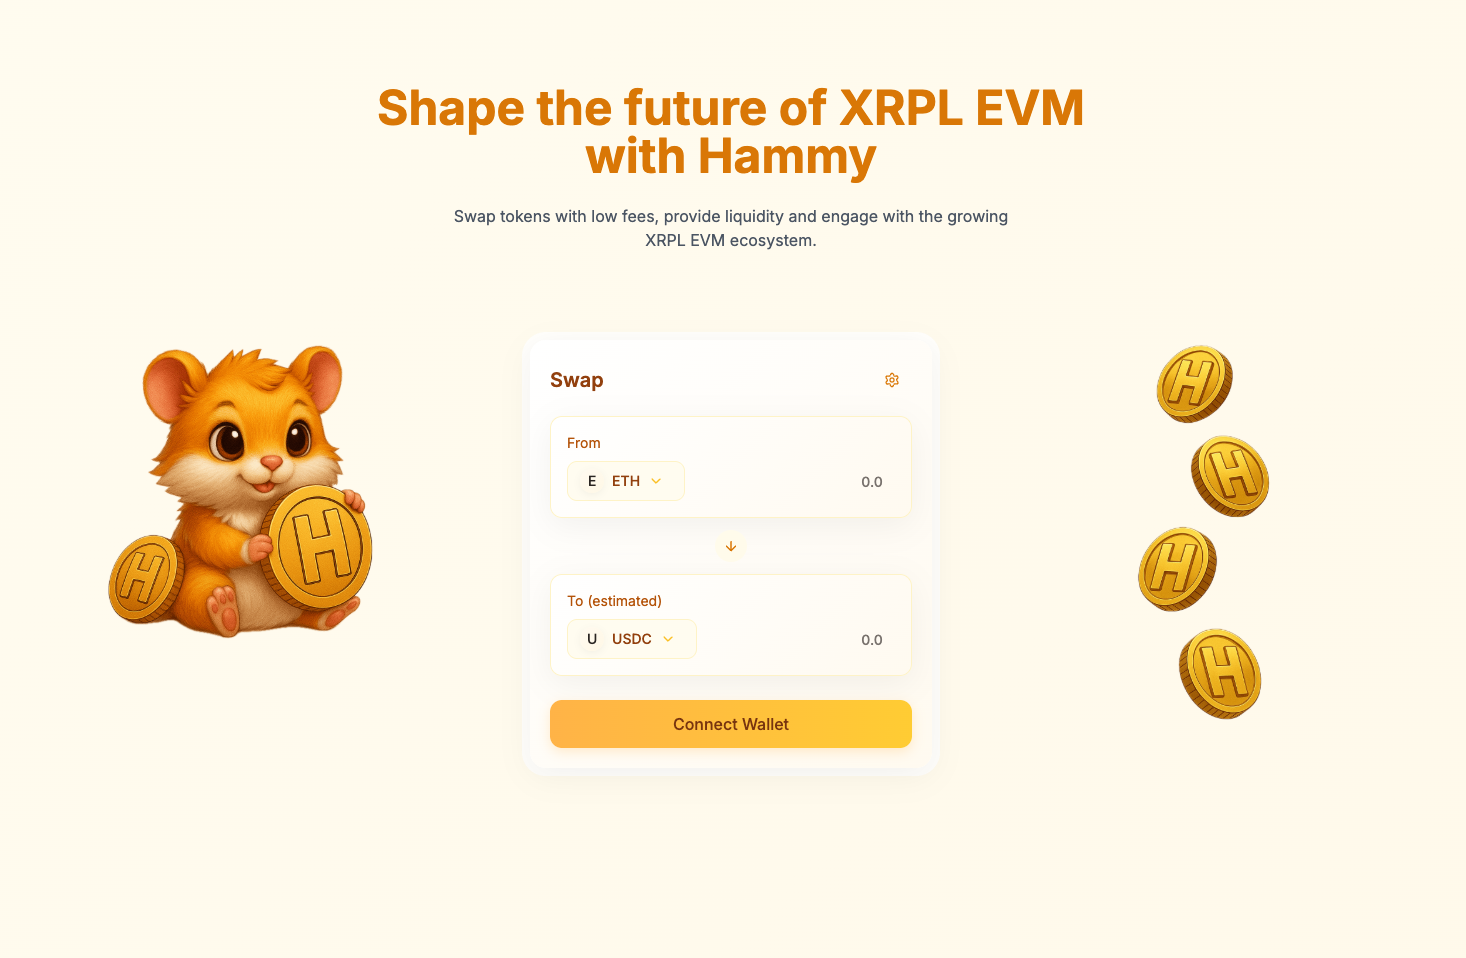 Shape the future of XRPL EVM
with Hammy
Swap tokens with low fees, provide liquidity and engage with the growing
XRPL EVM ecosystem.
Swap
From
E ETH 0.0
To (estimated)
U USDC 0.0
Connect Wallet
H
H
H
H
H
H